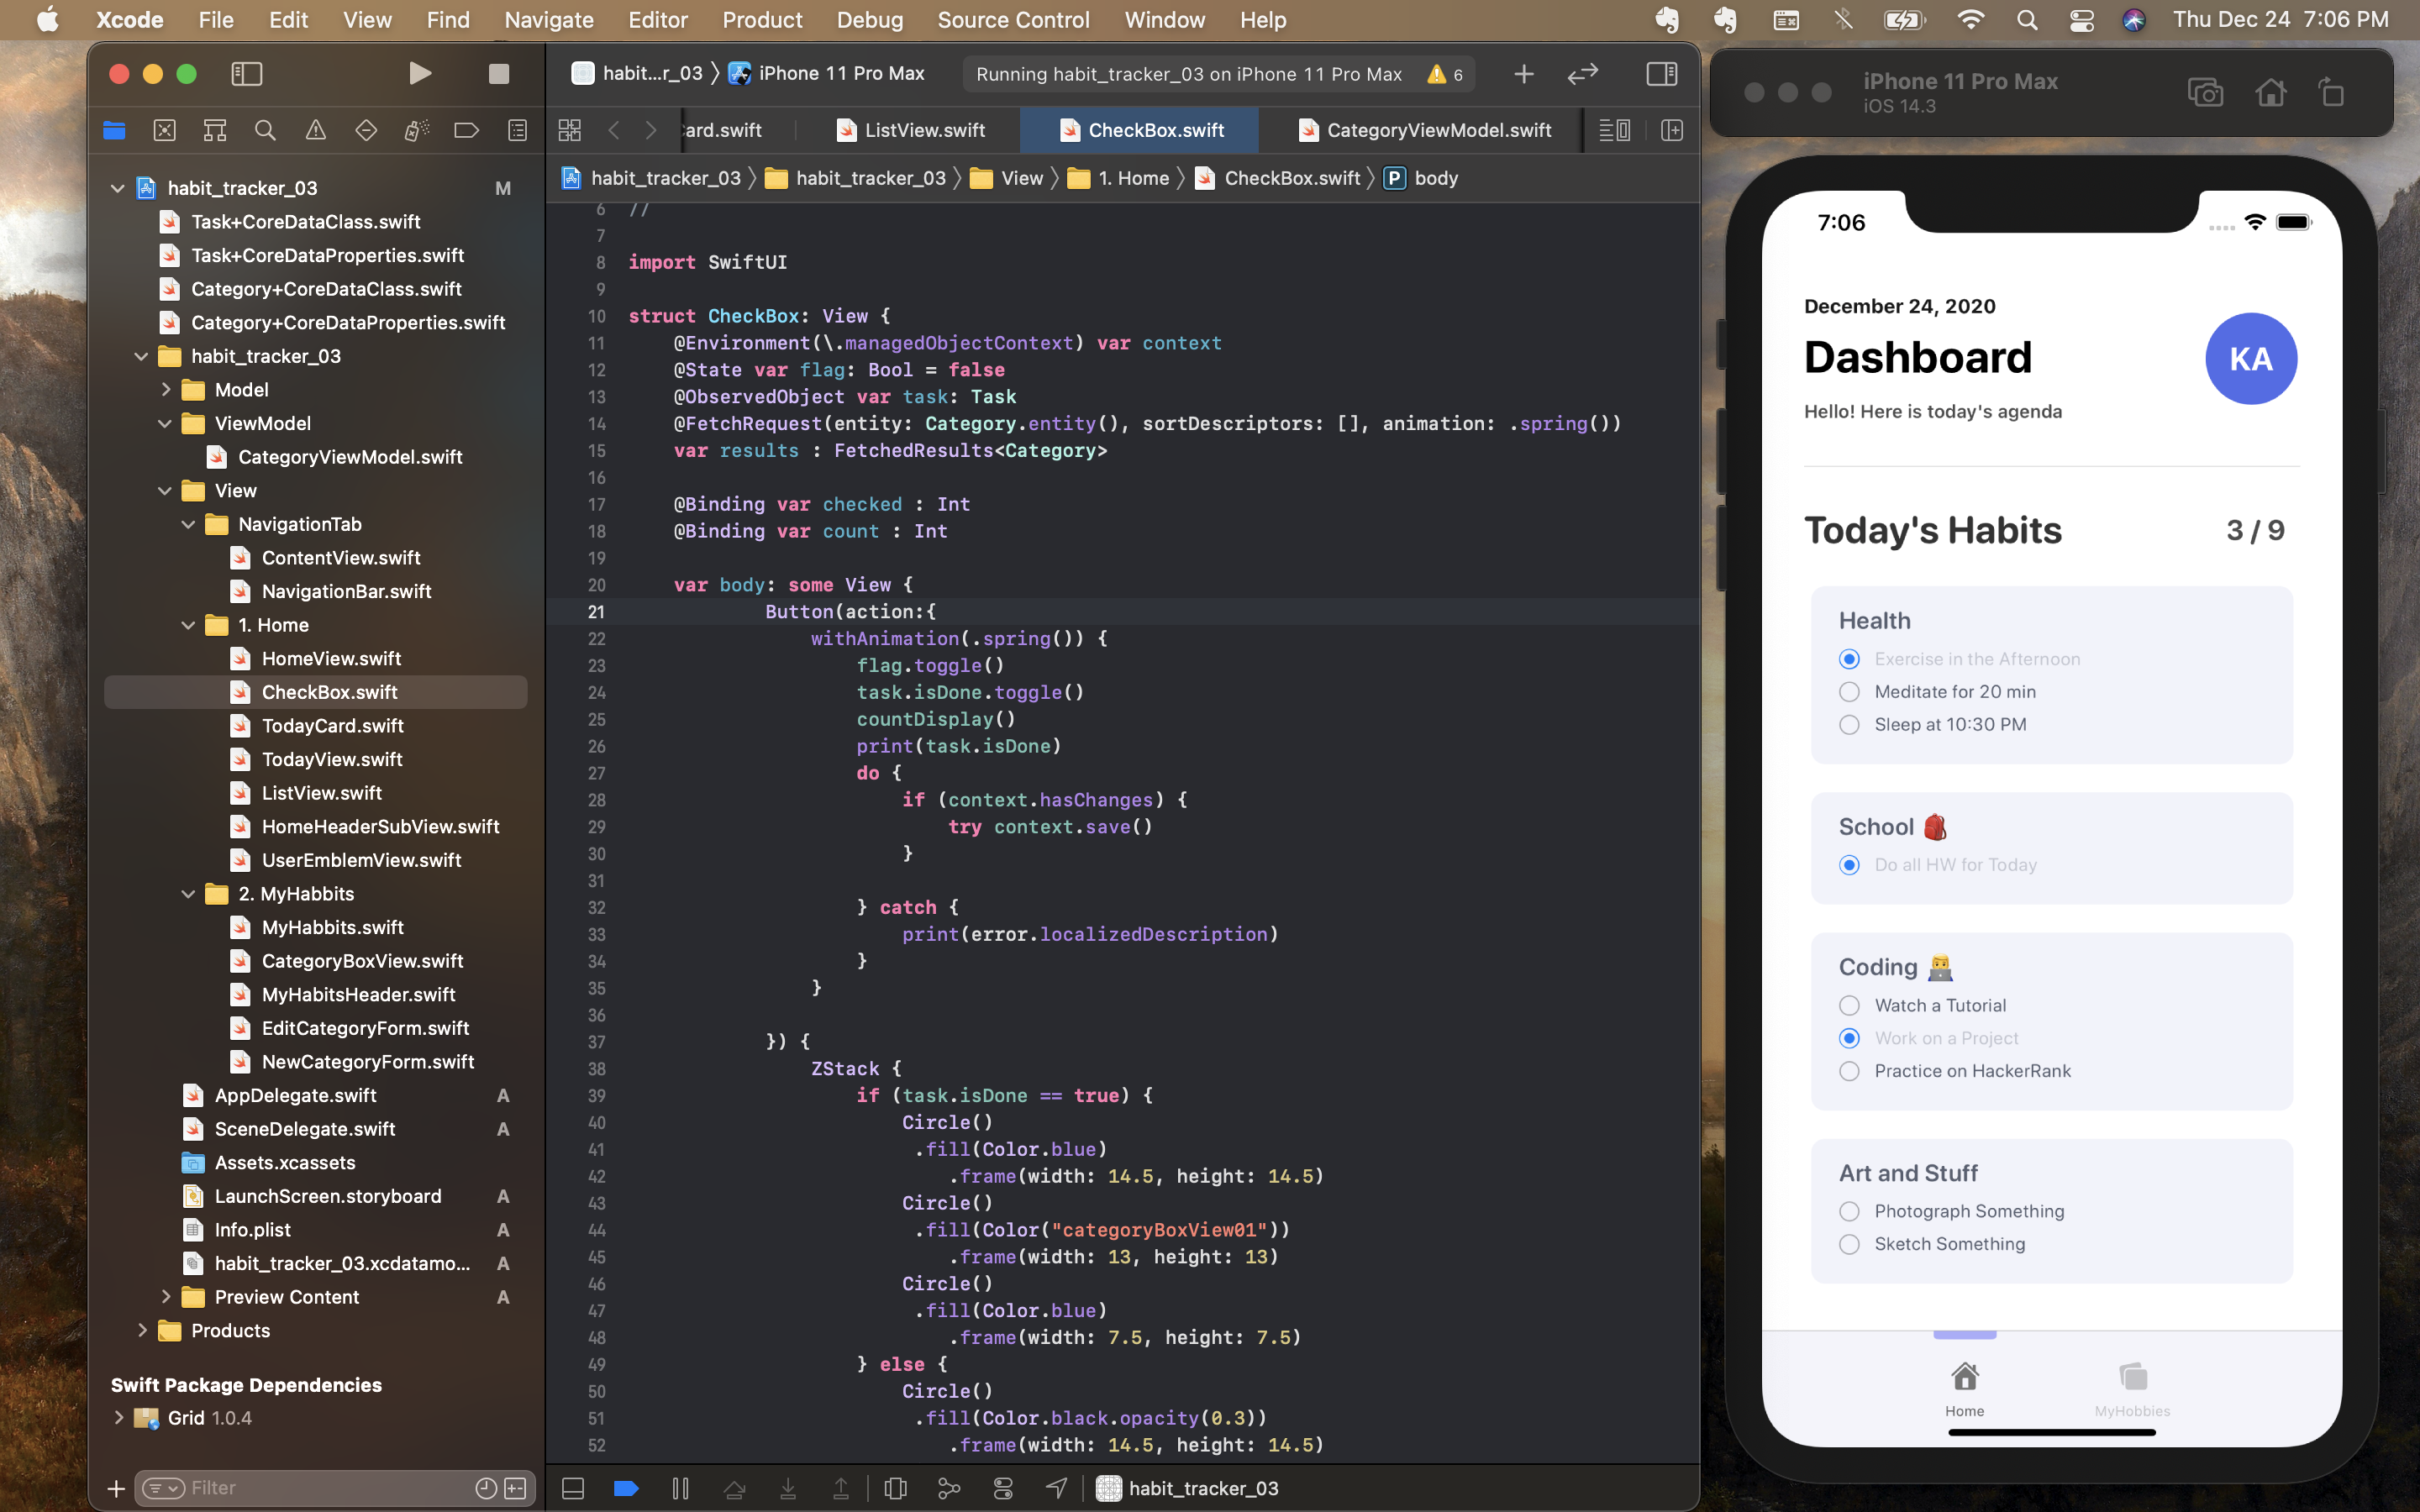 Xcode File Edit View Find Navigate Editor Product Debug Source Control Window Help Thu Dec 24 7:06 PM
habit...r_03 iPhone 11 Pro Max Running habit_tracker_03 on iPhone 11 Pro Max 6
ard.swift ListView.swift CheckBox.swift CategoryViewModel.swift
habit_tracker_03 habit_tracker_03 View 1. Home CheckBox.swift P body
habit_tracker_03 M
Task+CoreDataClass.swift
Task+CoreDataProperties.swift
Category+CoreDataClass.swift
Category+CoreDataProperties.swift
habit_tracker_03
Model
ViewModel
CategoryViewModel.swift
View
NavigationTab
ContentView.swift
NavigationBar.swift
1. Home
HomeView.swift
CheckBox.swift
TodayCard.swift
TodayView.swift
ListView.swift
HomeHeaderSubView.swift
UserEmblemView.swift
2. MyHabbits
MyHabbits.swift
CategoryBoxView.swift
MyHabitsHeader.swift
EditCategoryForm.swift
NewCategoryForm.swift
AppDelegate.swift A
SceneDelegate.swift A
Assets.xcassets
LaunchScreen.storyboard A
Info.plist A
habit_tracker_03.xcdatamo... A
Preview Content A
Products
Swift Package Dependencies
Grid 1.0.4
Filter
6 //
7
8 import SwiftUI
9
10 struct CheckBox: View {
11 @Environment(\.managedObjectContext) var context
12 @State var flag: Bool = false
13 @ObservedObject var task: Task
14 @FetchRequest(entity: Category.entity(), sortDescriptors: [], animation: .spring())
15 var results : FetchedResults<Category>
16
17 @Binding var checked : Int
18 @Binding var count : Int
19
20 var body: some View {
21 Button(action:{
22 withAnimation(.spring()) {
23 flag.toggle()
24 task.isDone.toggle()
25 countDisplay()
26 print(task.isDone)
27 do {
28 if (context.hasChanges) {
29 try context.save()
30 }
31
32 } catch {
33 print(error.localizedDescription)
34 }
35 }
36
37 }) {
38 ZStack {
39 if (task.isDone == true) {
40 Circle()
41 .fill(Color.blue)
42 .frame(width: 14.5, height: 14.5)
43 Circle()
44 .fill(Color("categoryBoxView01"))
45 .frame(width: 13, height: 13)
46 Circle()
47 .fill(Color.blue)
48 .frame(width: 7.5, height: 7.5)
49 } else {
50 Circle()
51 .fill(Color.black.opacity(0.3))
52 .frame(width: 14.5, height: 14.5)
habit_tracker_03
iPhone 11 Pro Max
iOS 14.3
7:06
December 24, 2020
Dashboard
KA
Hello! Here is today's agenda
Today's Habits 3 / 9
Health
Exercise in the Afternoon
Meditate for 20 min
Sleep at 10:30 PM
School
Do all HW for Today
Coding
Watch a Tutorial
Work on a Project
Practice on HackerRank
Art and Stuff
Photograph Something
Sketch Something
Home MyHobbies